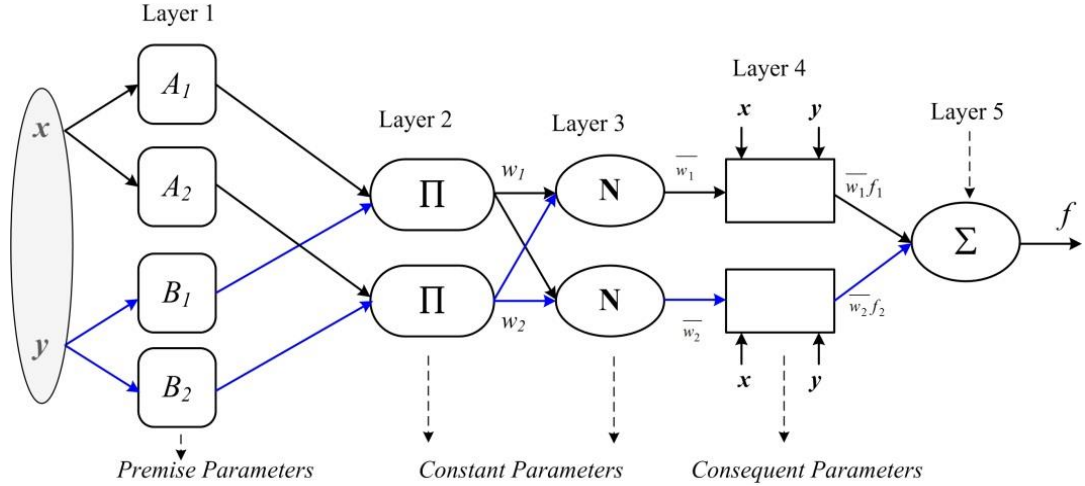 Layer 1
Layer 2
Layer 3
Layer 4
Layer 5
x
y
A₁
A₂
B₁
B₂
Π
Π
w₁
w₂
N
N
w̅₁
w̅₂
x y
x y
w̅₁f₁
w̅₂f₂
Σ
f
Premise Parameters
Constant Parameters
Consequent Parameters